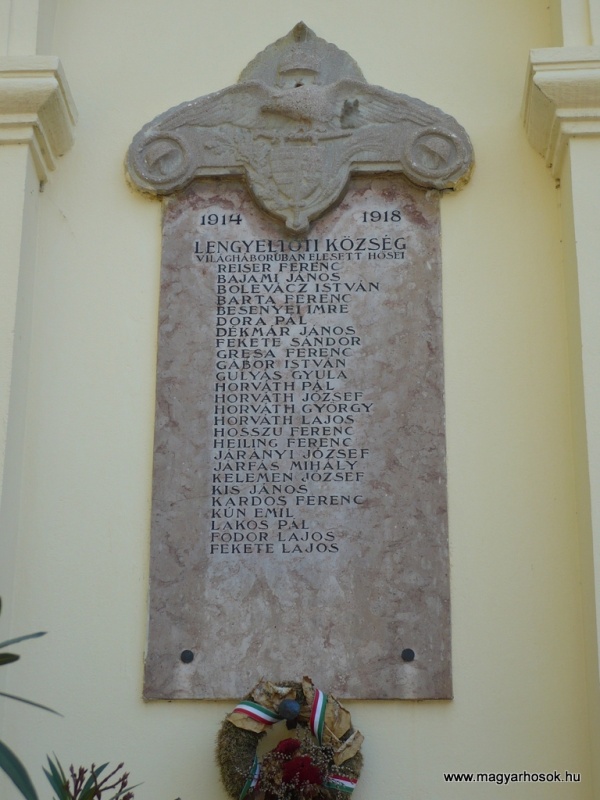 1914 1918
LENGYELTÓTI KÖZSÉG
VILÁGHÁBORÚBAN ELESETT HŐSEI
REISER FERENC
BAJAMI JÁNOS
BOLEVÁCZ ISTVÁN
BARTA FERENC
BESENYEI IMRE
DORA PÁL
DÉKMÁR JÁNOS
FEKETE SÁNDOR
GRESA FERENC
GÁBOR ISTVÁN
GULYÁS GYULA
HORVÁTH PÁL
HORVÁTH JÓZSEF
HORVÁTH GYÖRGY
HORVÁTH LAJOS
HOSSZU FERENC
HEILING FERENC
JÁRÁNYI JÓZSEF
JÁRFÁS MIHÁLY
KELEMEN JÓZSEF
KIS JÁNOS
KARDOS FERENC
KÚN EMIL
LAKOS PÁL
FODOR LAJOS
FEKETE LAJOS
www.magyarhosok.hu